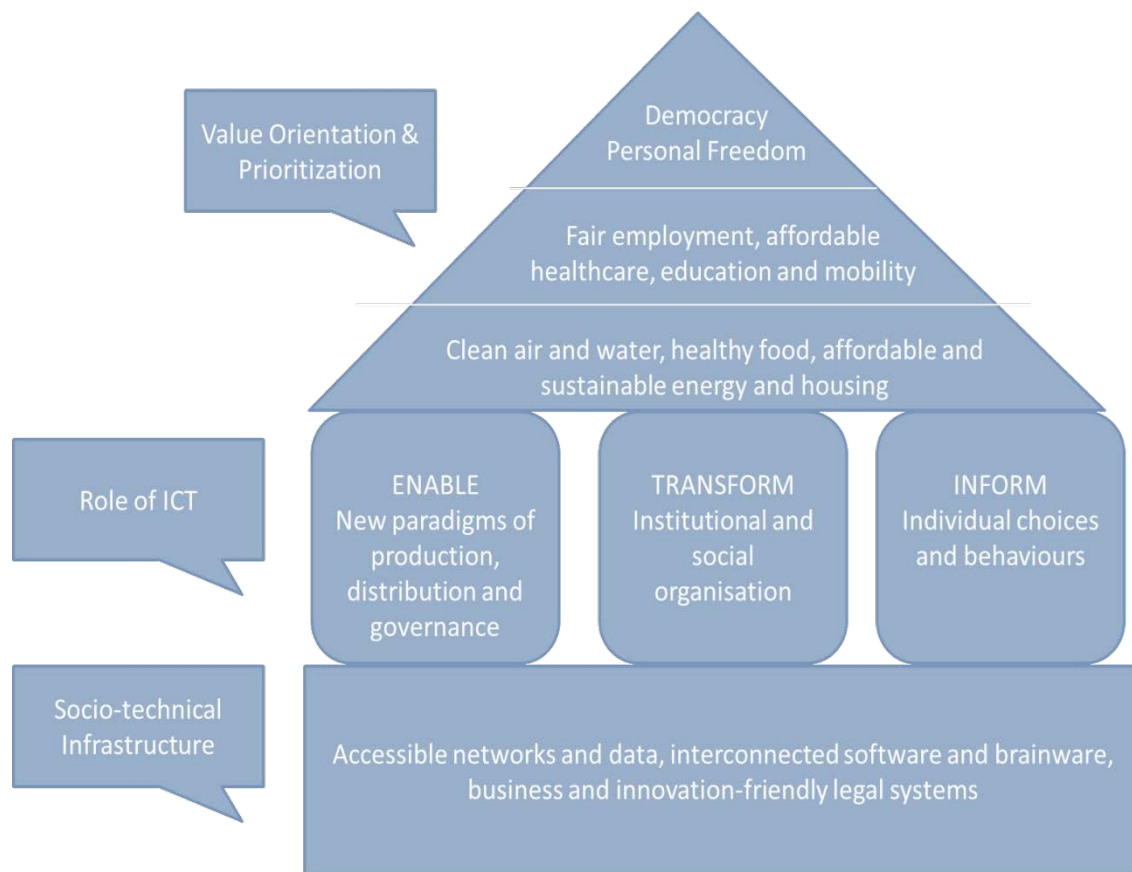 Value Orientation &
Prioritization
Democracy
Personal Freedom
Fair employment, affordable
healthcare, education and mobility
Clean air and water, healthy food, affordable and
sustainable energy and housing
Role of ICT
ENABLE
New paradigms of
production,
distribution and
governance
TRANSFORM
Institutional and
social
organisation
INFORM
Individual choices
and behaviours
Socio-technical
Infrastructure
Accessible networks and data, interconnected software and brainware,
business and innovation-friendly legal systems